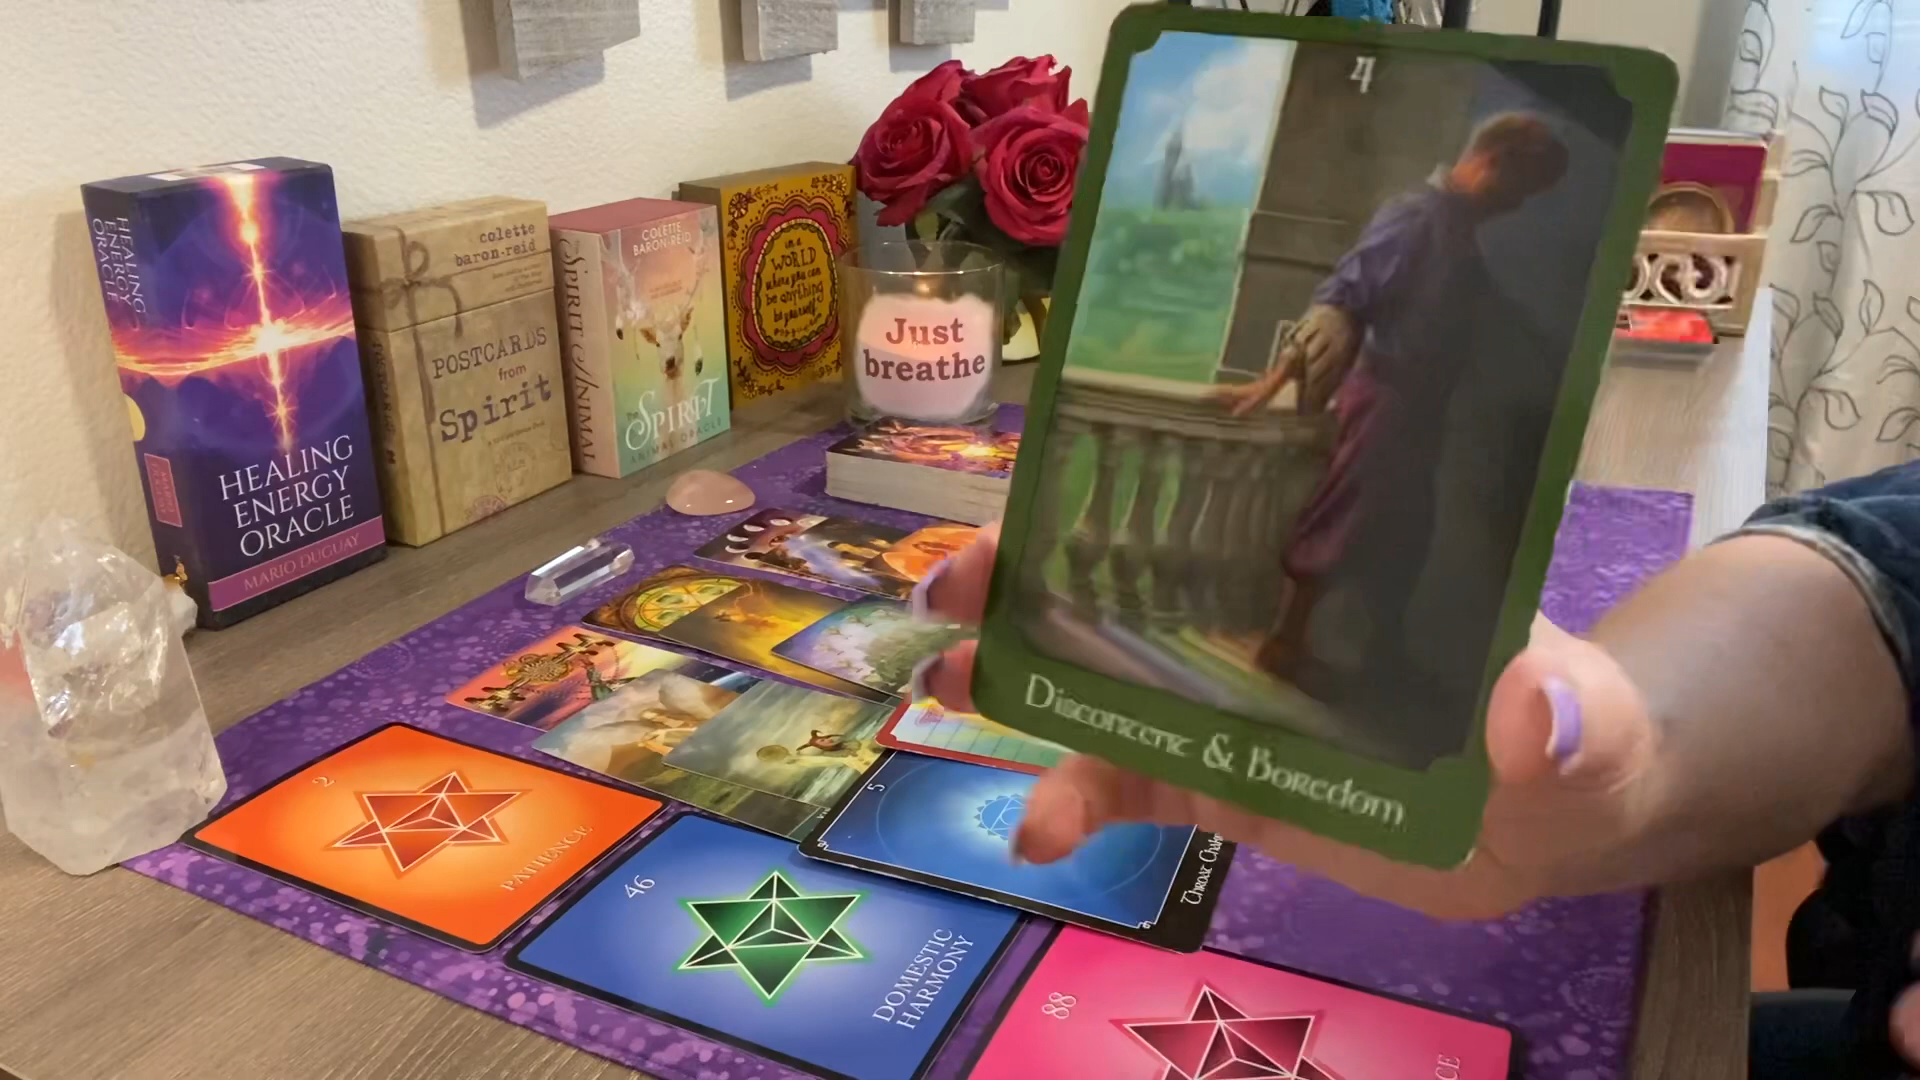 HEALING
ENERGY
ORACLE
HEALING
ENERGY
ORACLE
MARIO DUGUAY
colette
baron-reid
POSTCARDS
from
Spirit
SPIRIT ANIMAL
COLETTE
BARON-REID
The
SPIRIT
ANIMAL ORACLE
in a
WORLD
where you can
be anything
be yourself.
Just
breathe
4
Discontent & Boredom
2
PATIENCE
46
DOMESTIC
HARMONY
5
Throat
88